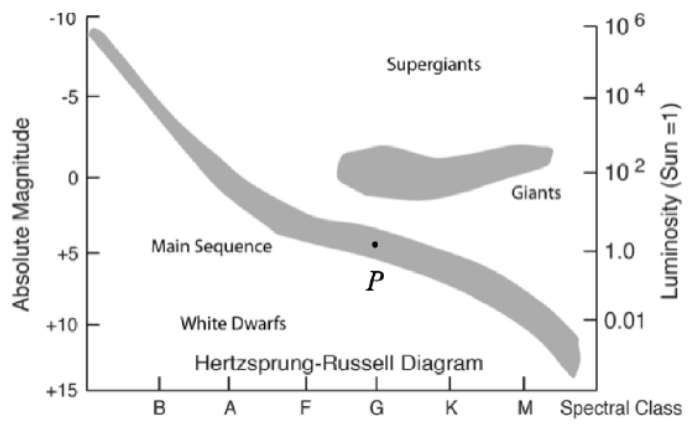 -10
-5
0
+5
+10
+15
Absolute Magnitude
Supergiants
Giants
Main Sequence
P
White Dwarfs
Hertzsprung-Russell Diagram
10^6
10^4
10^2
1.0
0.01
Luminosity (Sun =1)
B A F G K M Spectral Class